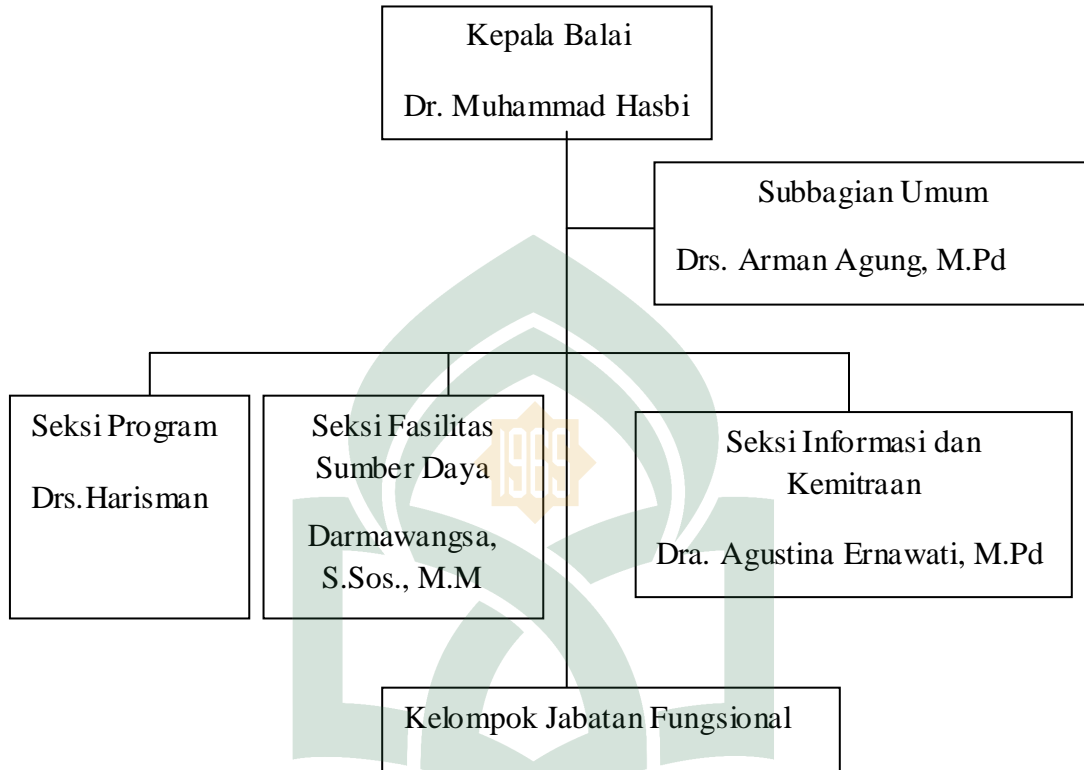 Kepala Balai
Dr. Muhammad Hasbi
Subbagian Umum
Drs. Arman Agung, M.Pd
Seksi Program
Drs.Harisman
Seksi Fasilitas
Sumber Daya
Darmawangsa,
S.Sos., M.M
1969
Seksi Informasi dan
Kemitraan
Dra. Agustina Ernawati, M.Pd
Kelompok Jabatan Fungsional